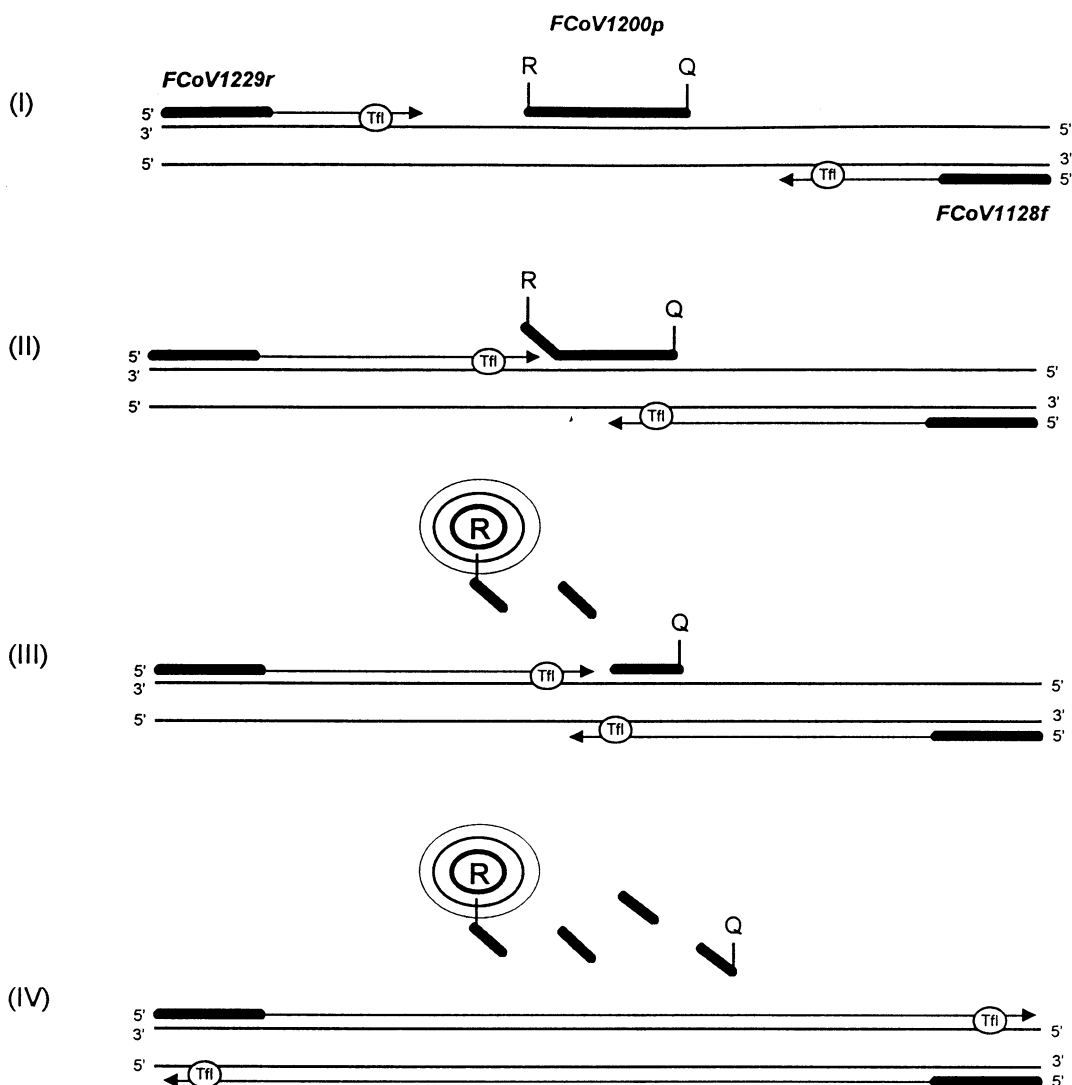 FCoV1200p
R Q
FCoV1229r
(I)
5' Tfl
3' 5'
5' 3'
Tfl 5'
FCoV1128f
R
Q
(II)
5' Tfl
3' 5'
5' 3'
Tfl 5'
R
Q
(III)
5' Tfl
3' 5'
5' 3'
Tfl 5'
R
Q
(IV)
5' Tfl
3' 5'
5' 3'
Tfl